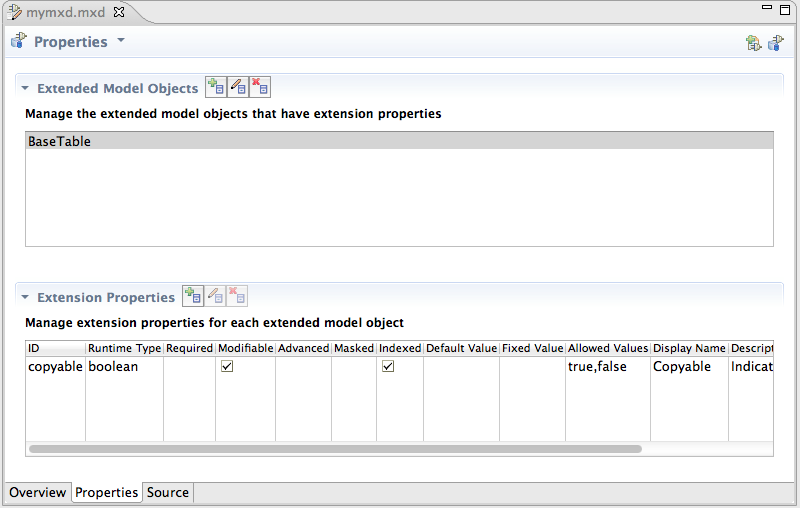 mymxd.mxd
Properties
Extended Model Objects
Manage the extended model objects that have extension properties
BaseTable
Extension Properties
Manage extension properties for each extended model object
ID Runtime Type Required Modifiable Advanced Masked Indexed Default Value Fixed Value Allowed Values Display Name Descript
copyable boolean true,false Copyable Indicat
Overview Properties Source